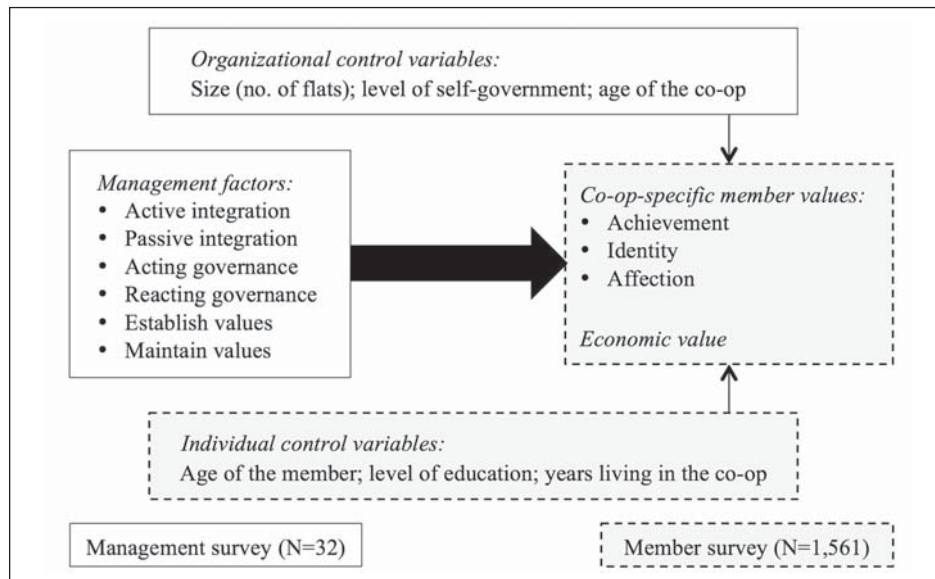 Organizational control variables:
Size (no. of flats); level of self-government; age of the co-op
Management factors:
• Active integration
• Passive integration
• Acting governance
• Reacting governance
• Establish values
• Maintain values
Co-op-specific member values:
• Achievement
• Identity
• Affection
Economic value
Individual control variables:
Age of the member; level of education; years living in the co-op
Management survey (N=32)
Member survey (N=1,561)